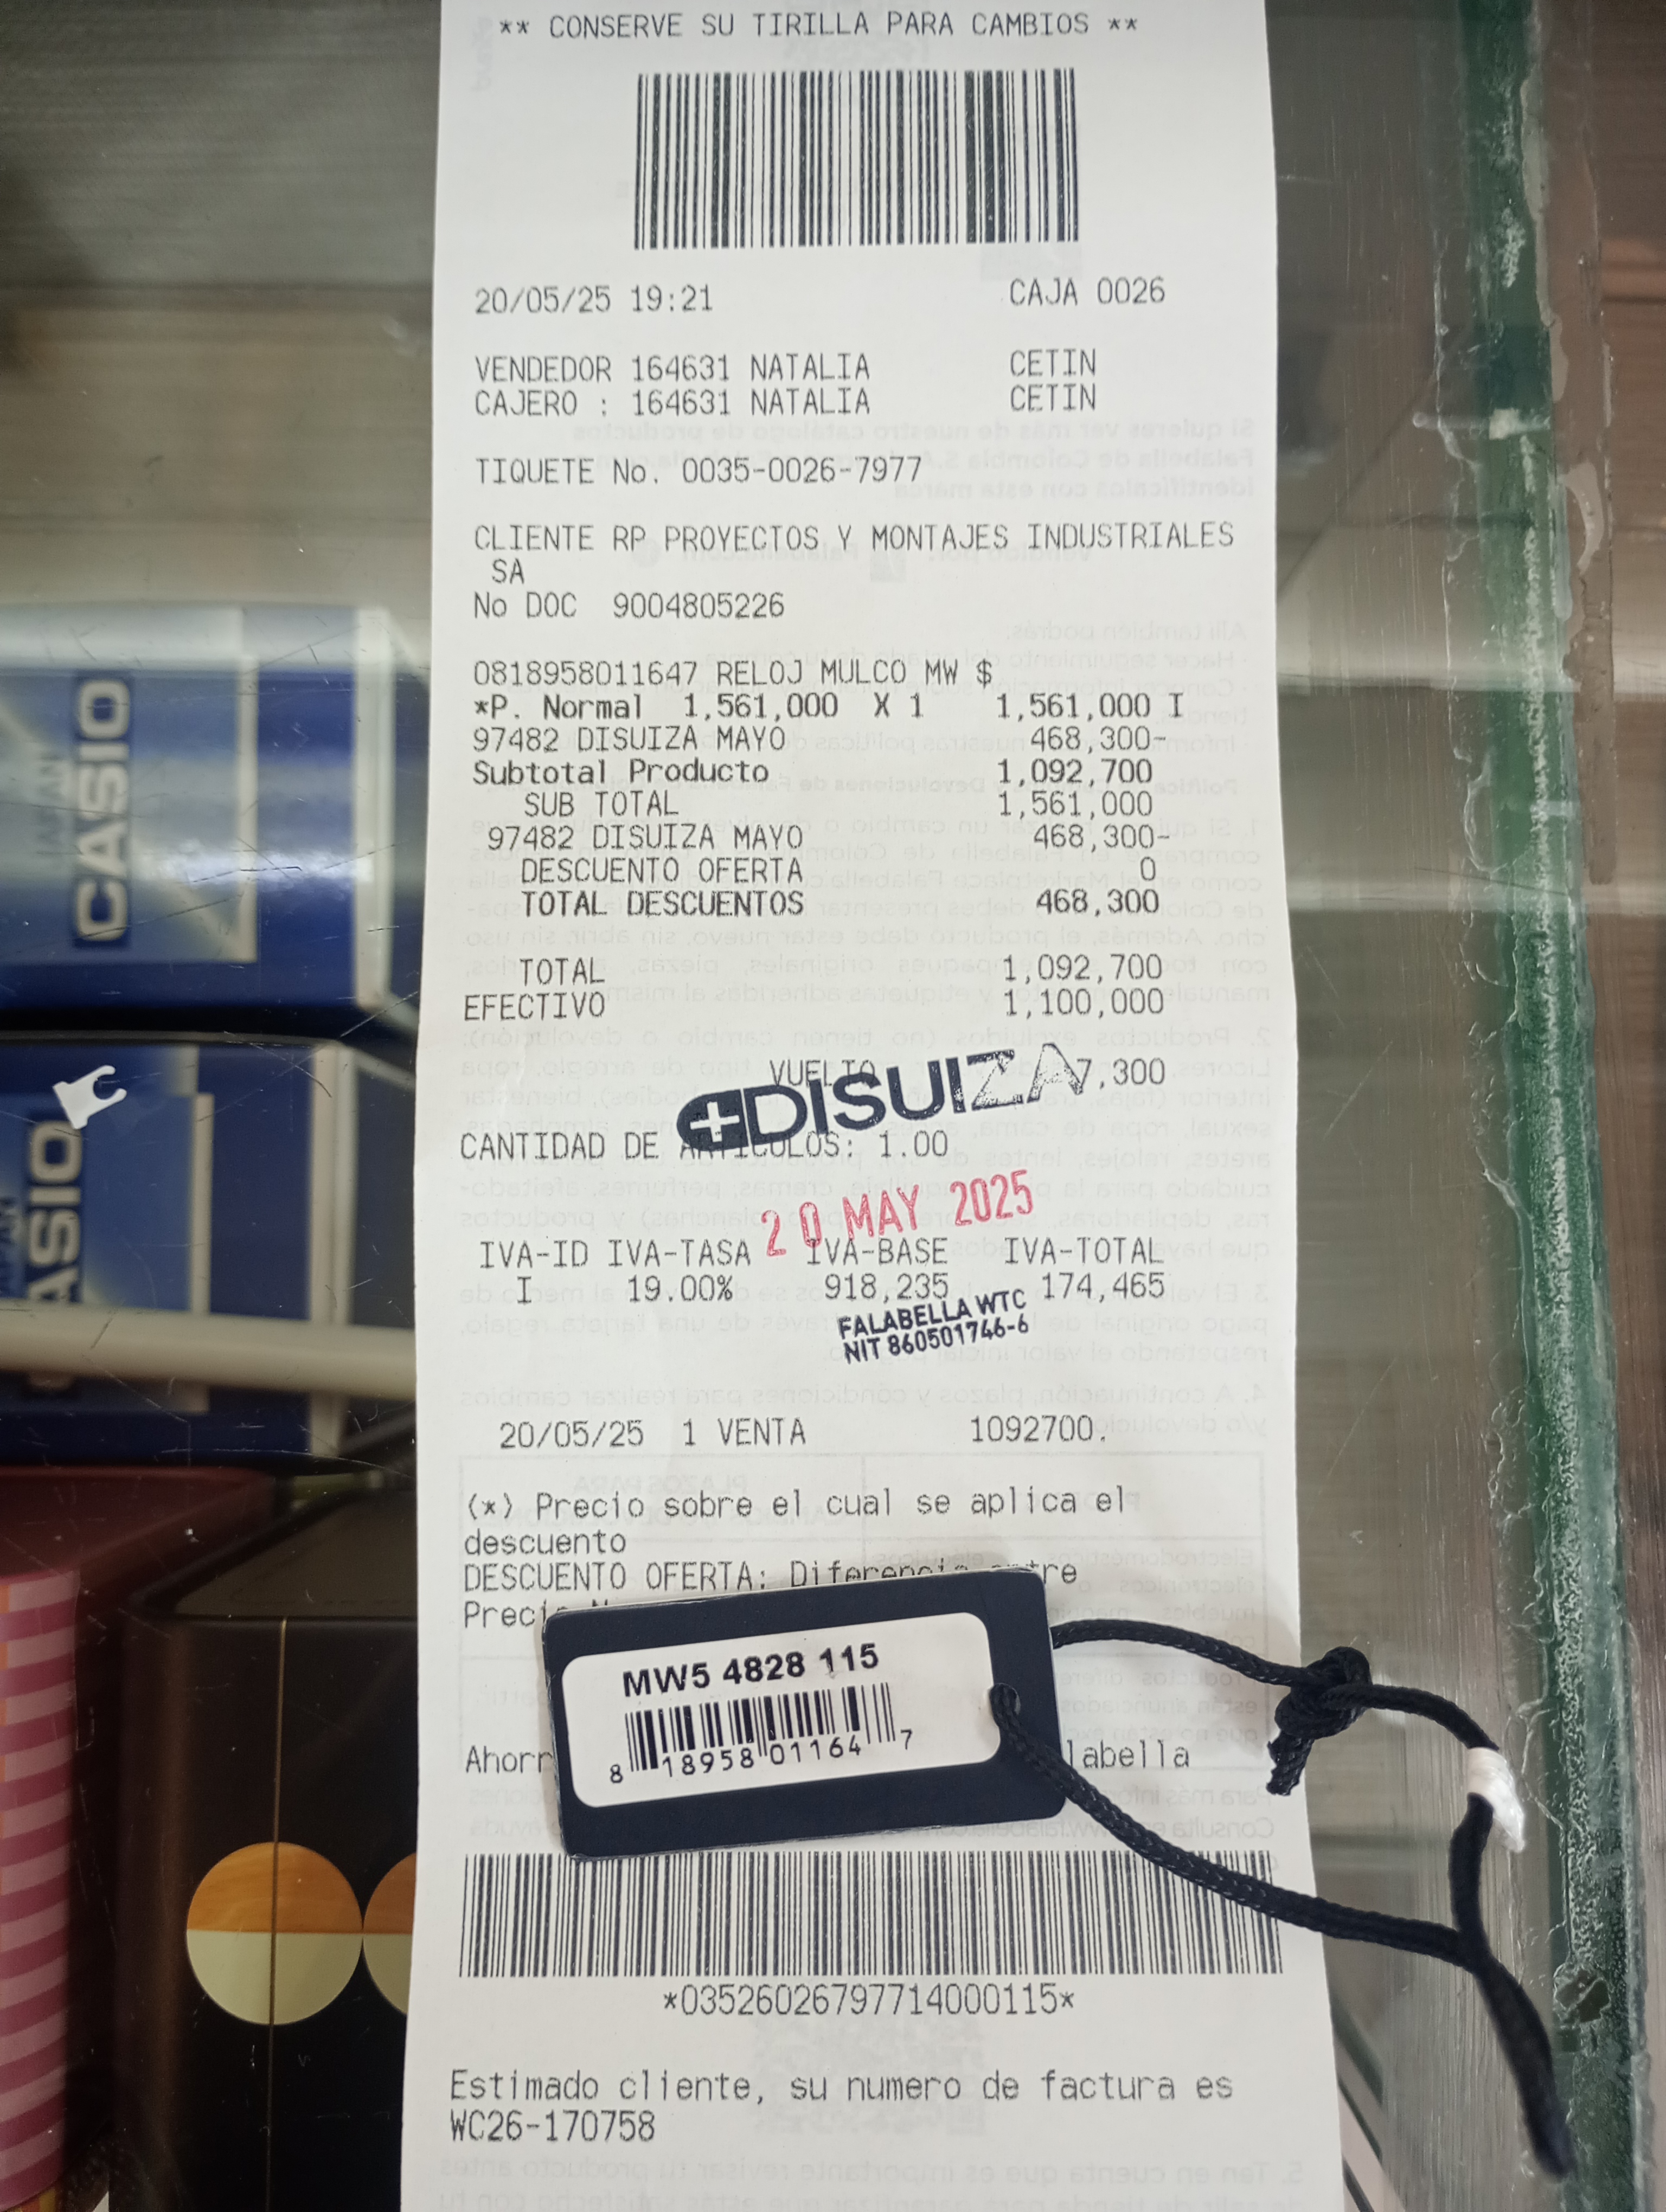 ** CONSERVE SU TIRILLA PARA CAMBIOS **
20/05/25 19:21 CAJA 0026
VENDEDOR 164631 NATALIA CETIN
CAJERO : 164631 NATALIA CETIN
TIQUETE No. 0035-0026-7977
CLIENTE RP PROYECTOS Y MONTAJES INDUSTRIALES
SA
No DOC 9004805226
0818958011647 RELOJ MULCO MW $
*P. Normal 1,561,000 X 1 1,561,000 I
97482 DISUIZA MAYO 468,300-
Subtotal Producto 1,092,700
SUB TOTAL 1,561,000
97482 DISUIZA MAYO 468,300-
DESCUENTO OFERTA 0
TOTAL DESCUENTOS 468,300
TOTAL 1,092,700
EFECTIVO 1,100,000
VUELTO 7,300
DISUIZA
CANTIDAD DE ARTICULOS: 1.00
20 MAY 2025
IVA-ID IVA-TASA IVA-BASE IVA-TOTAL
I 19.00% 918,235 174,465
FALABELLA WTC
NIT 860501746-6
20/05/25 1 VENTA 1092700.
(*) Precio sobre el cual se aplica el
descuento
DESCUENTO OFERTA: Diferencia entre
MW5 4828 115
8 18958 01164 7
*03526026797714000115*
Estimado cliente, su numero de factura es
WC26-170758
CASIO
JAPAN
CASIO